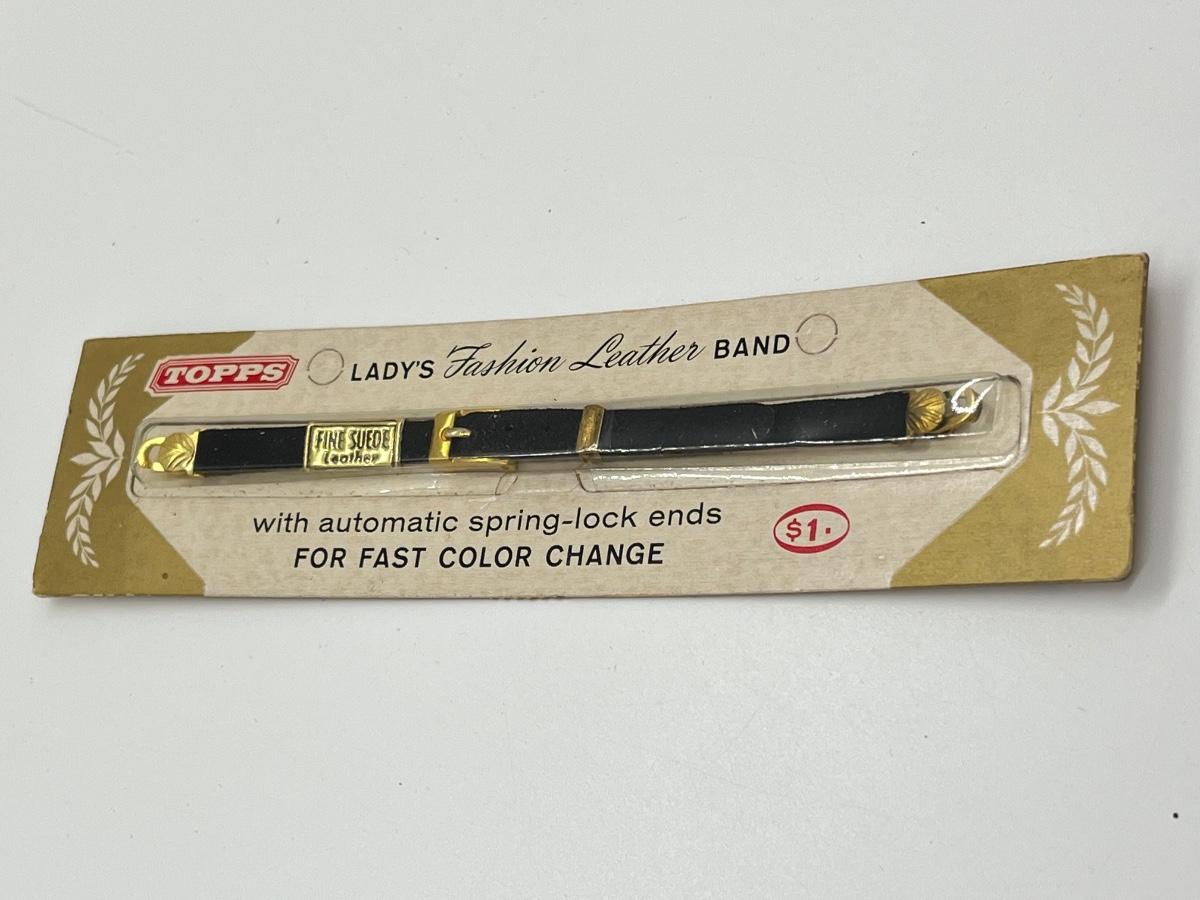 TOPPS
LADY'S Fashion Leather BAND
FINE SUEDE
Leather
with automatic spring-lock ends
FOR FAST COLOR CHANGE
$1.